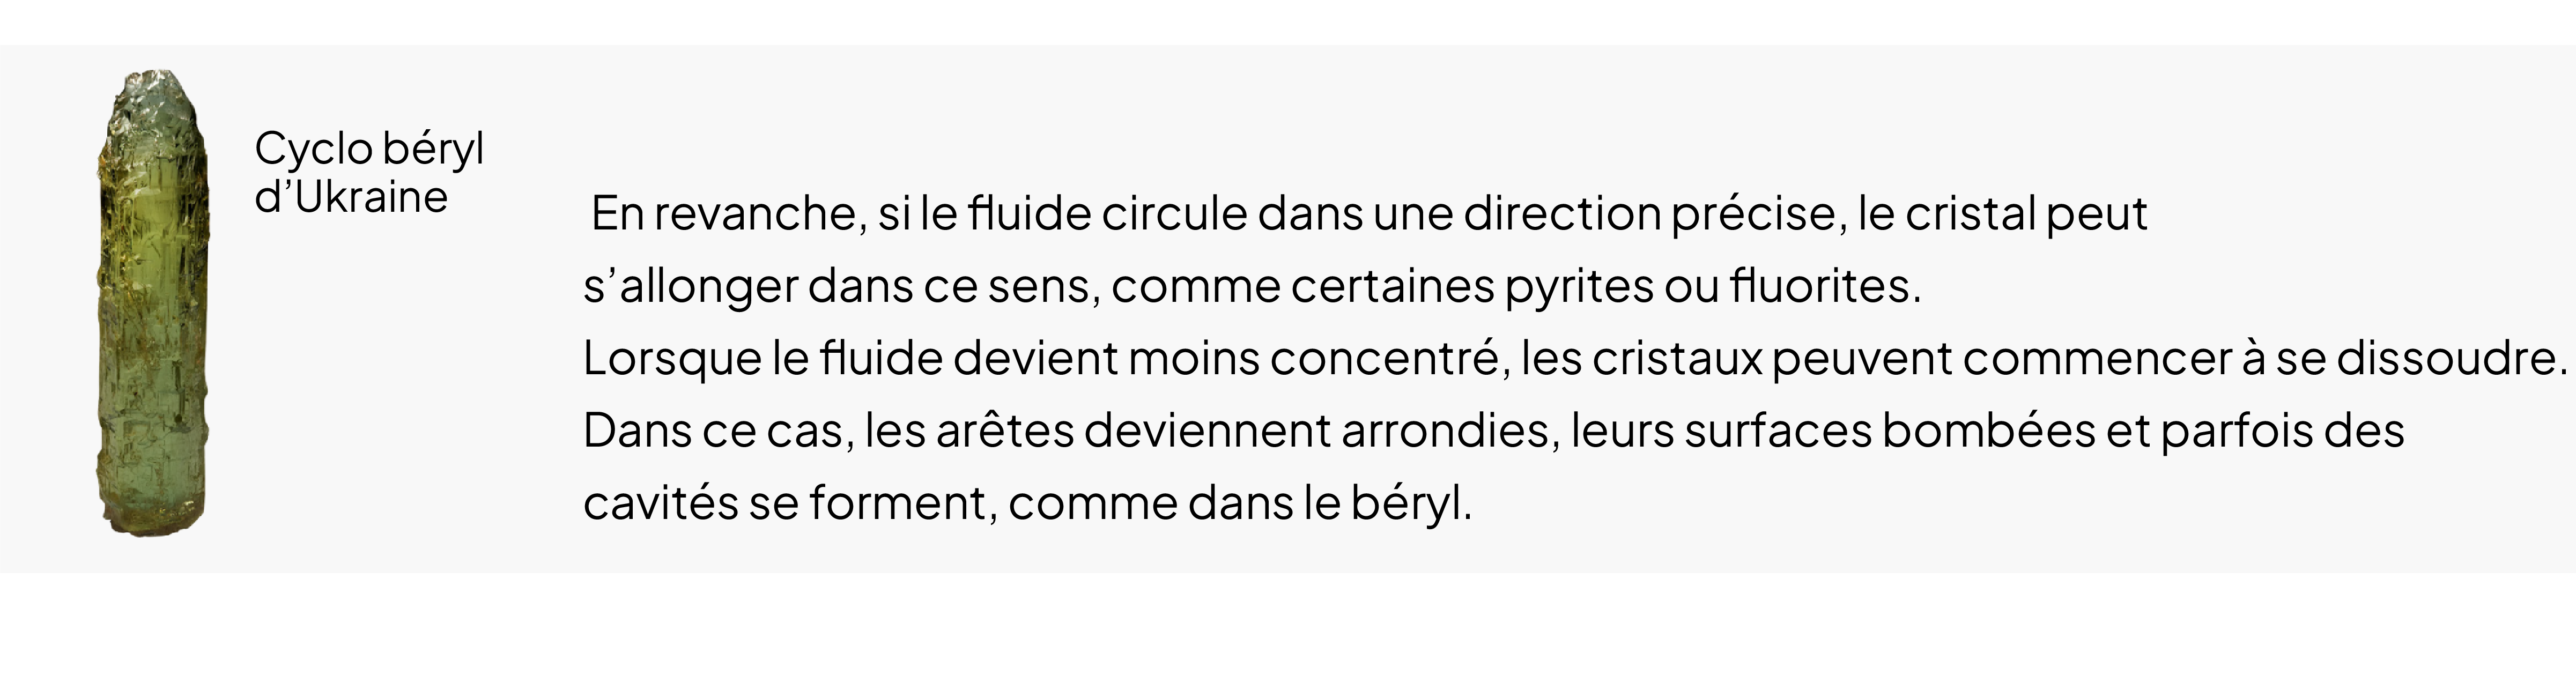 Cyclo béryl
d’Ukraine
En revanche, si le fluide circule dans une direction précise, le cristal peut
s’allonger dans ce sens, comme certaines pyrites ou fluorites.
Lorsque le fluide devient moins concentré, les cristaux peuvent commencer à se dissoudre.
Dans ce cas, les arêtes deviennent arrondies, leurs surfaces bombées et parfois des
cavités se forment, comme dans le béryl.